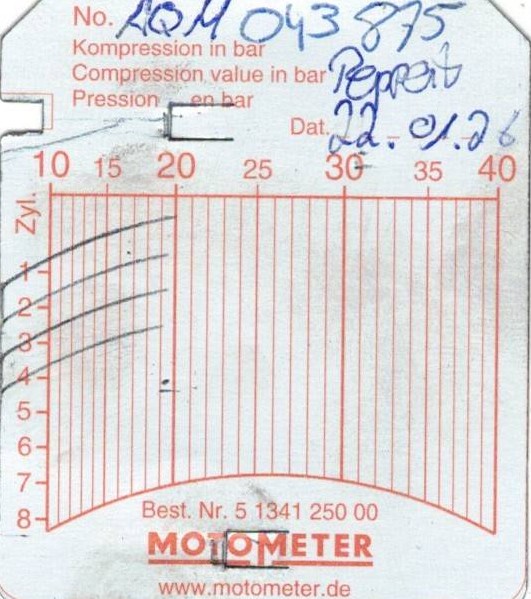 No. AQM 043 875
Kompression in bar
Compression value in bar
Pression en bar
Dat. 22.01.26
10 15 20 25 30 35 40
Zyl.
1
2
3
4
5
6
7
8
Best. Nr. 5 1341 250 00
MOTOMETER
www.motometer.de